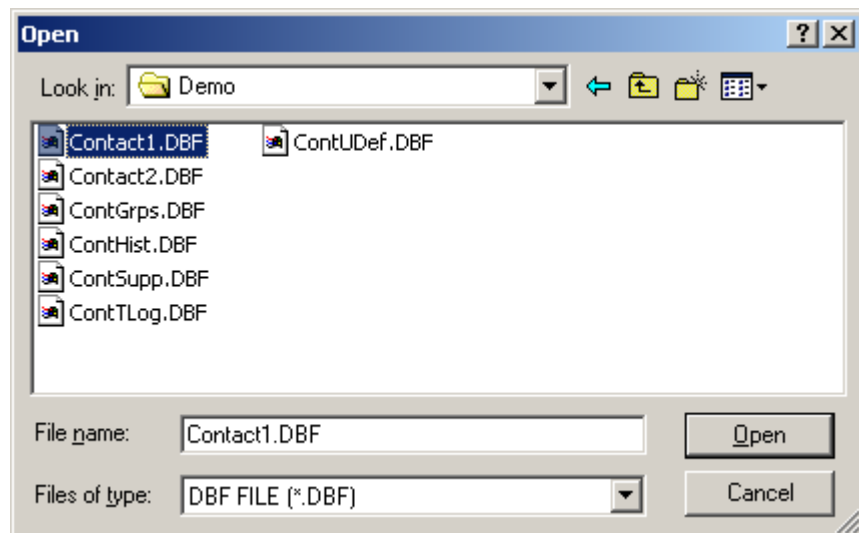 Open
Look in: Demo
Contact1.DBF ContUDef.DBF
Contact2.DBF
ContGrps.DBF
ContHist.DBF
ContSupp.DBF
ContTLog.DBF
File name: Contact1.DBF Open
Files of type: DBF FILE (*.DBF) Cancel